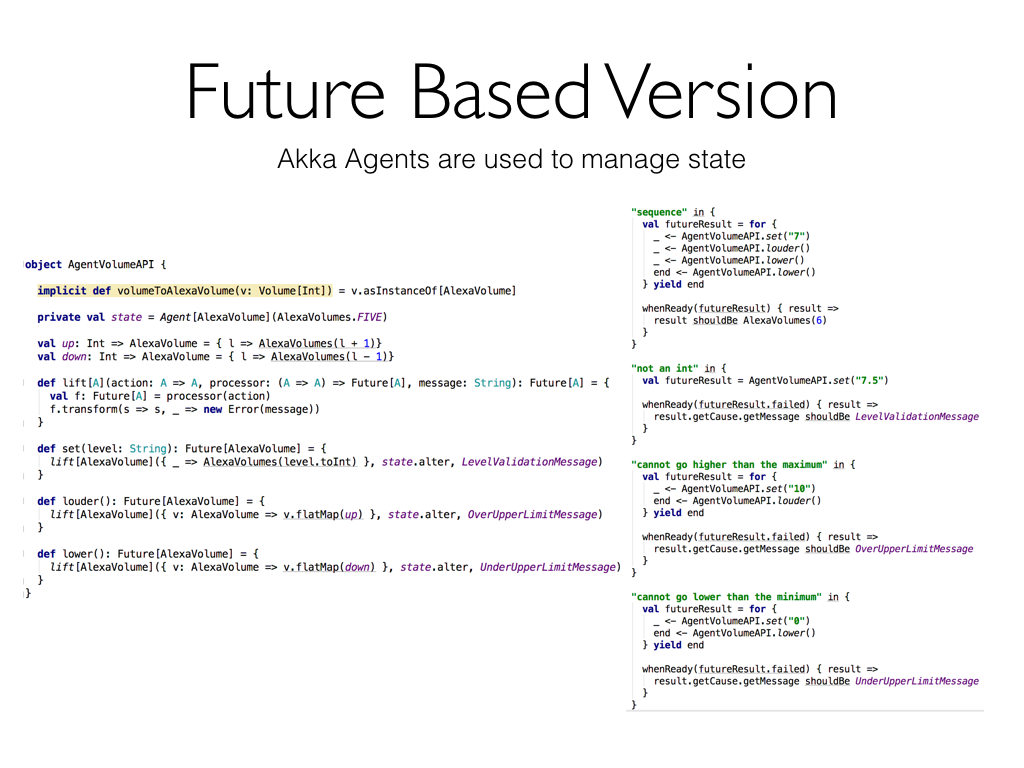 Future Based Version
Akka Agents are used to manage state
object AgentVolumeAPI {
implicit def volumeToAlexaVolume(v: Volume[Int]) = v.asInstanceOf[AlexaVolume]
private val state = Agent[AlexaVolume](AlexaVolumes.FIVE)
val up: Int => AlexaVolume = { l => AlexaVolumes(l + 1)}
val down: Int => AlexaVolume = { l => AlexaVolumes(l - 1)}
def lift[A](action: A => A, processor: (A => A) => Future[A], message: String): Future[A] = {
val f: Future[A] = processor(action)
f.transform(s => s, _ => new Error(message))
}
def set(level: String): Future[AlexaVolume] = {
lift[AlexaVolume]({ _ => AlexaVolumes(level.toInt) }, state.alter, LevelValidationMessage)
}
def louder(): Future[AlexaVolume] = {
lift[AlexaVolume]({ v: AlexaVolume => v.flatMap(up) }, state.alter, OverUpperLimitMessage)
}
def lower(): Future[AlexaVolume] = {
lift[AlexaVolume]({ v: AlexaVolume => v.flatMap(down) }, state.alter, UnderUpperLimitMessage)
}
}
"sequence" in {
val futureResult = for {
_ <- AgentVolumeAPI.set("7")
_ <- AgentVolumeAPI.louder()
_ <- AgentVolumeAPI.lower()
end <- AgentVolumeAPI.lower()
} yield end
whenReady(futureResult) { result =>
result shouldBe AlexaVolumes(6)
}
}
"not an int" in {
val futureResult = AgentVolumeAPI.set("7.5")
whenReady(futureResult.failed) { result =>
result.getCause.getMessage shouldBe LevelValidationMessage
}
}
"cannot go higher than the maximum" in {
val futureResult = for {
_ <- AgentVolumeAPI.set("10")
end <- AgentVolumeAPI.louder()
} yield end
whenReady(futureResult.failed) { result =>
result.getCause.getMessage shouldBe OverUpperLimitMessage
}
}
"cannot go lower than the minimum" in {
val futureResult = for {
_ <- AgentVolumeAPI.set("0")
end <- AgentVolumeAPI.lower()
} yield end
whenReady(futureResult.failed) { result =>
result.getCause.getMessage shouldBe UnderUpperLimitMessage
}
}